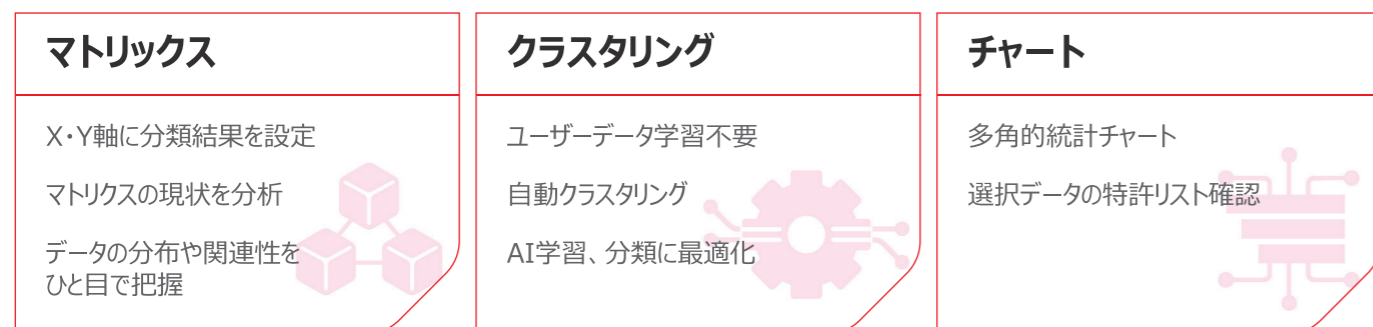 マトリックス
X・Y軸に分類結果を設定
マトリクスの現状を分析
データの分布や関連性を
ひと目で把握
クラスタリング
ユーザーデータ学習不要
自動クラスタリング
AI学習、分類に最適化
チャート
多角的統計チャート
選択データの特許リスト確認